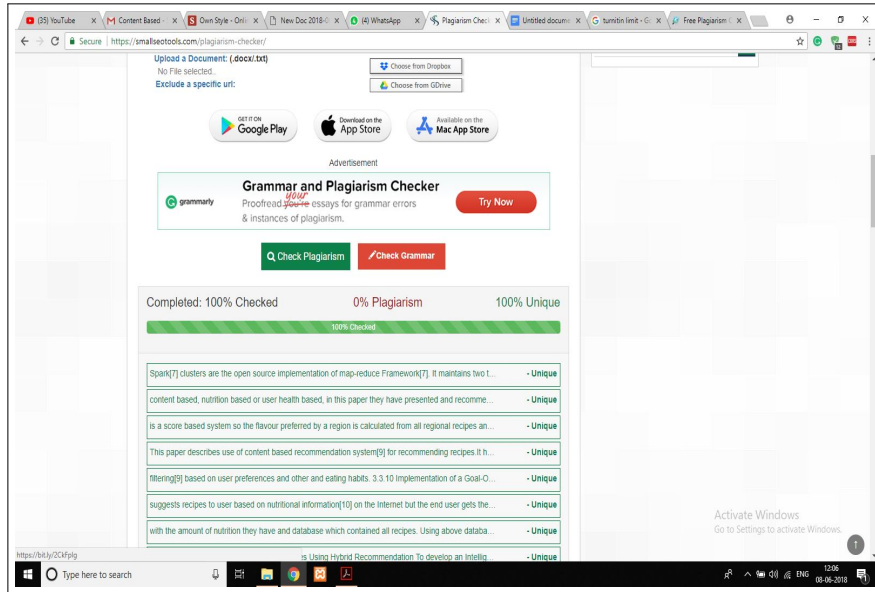 (35) YouTube
M Content Based -
Own Style - Onli
New Doc 2018-0
(4) WhatsApp
Plagiarism Check
Untitled docume
turnitin limit - G
Free Plagiarism C
Secure | https://smallseotools.com/plagiarism-checker/
Upload a Document: (.docx/.txt)
No File selected..
Exclude a specific url:
Choose from Dropbox
Choose from GDrive
GET IT ON
Google Play
Download on the
App Store
Available on the
Mac App Store
Advertisement
grammarly
Grammar and Plagiarism Checker
your
Proofread you're essays for grammar errors
& instances of plagiarism.
Try Now
Check Plagiarism
Check Grammar
Completed: 100% Checked
0% Plagiarism
100% Unique
100% Checked
Spark[7] clusters are the open source implementation of map-reduce Framework[7]. It maintains two t... - Unique
content based, nutrition based or user health based, in this paper they have presented and recomme... - Unique
is a score based system so the flavour preferred by a region is calculated from all regional recipes an... - Unique
This paper describes use of content based recommendation system[9] for recommending recipes.It h... - Unique
filtering[9] based on user preferences and other and eating habits. 3.3.10 Implementation of a Goal-O... - Unique
suggests recipes to user based on nutritional information[10] on the Internet but the end user gets the... - Unique
with the amount of nutrition they have and database which contained all recipes. Using above databa... - Unique
s Using Hybrid Recommendation To develop an Intellig... - Unique
Activate Windows
Go to Settings to activate Windows.
https://bit.ly/2CkFplg
Type here to search
ENG
12:06
08-06-2018